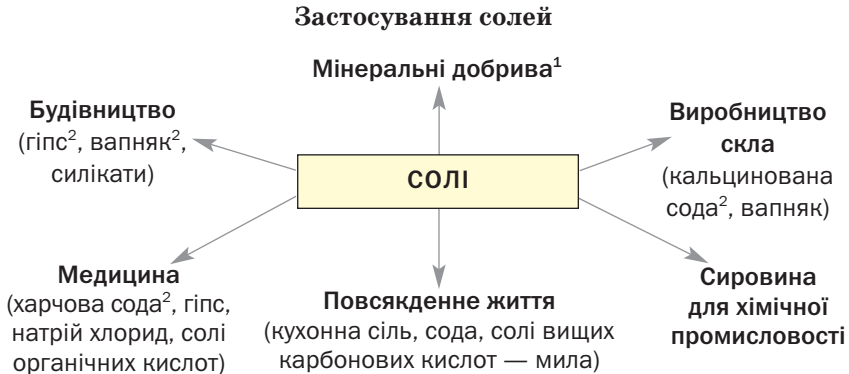 Застосування солей
Мінеральні добрива¹
Будівництво
(гіпс², вапняк²,
силікати)
Виробництво
скла
(кальцинована
сода², вапняк)
СОЛІ
Медицина
(харчова сода², гіпс,
натрій хлорид, солі
органічних кислот)
Повсякденне життя
(кухонна сіль, сода, солі вищих
карбонових кислот — мила)
Сировина
для хімічної
промисловості